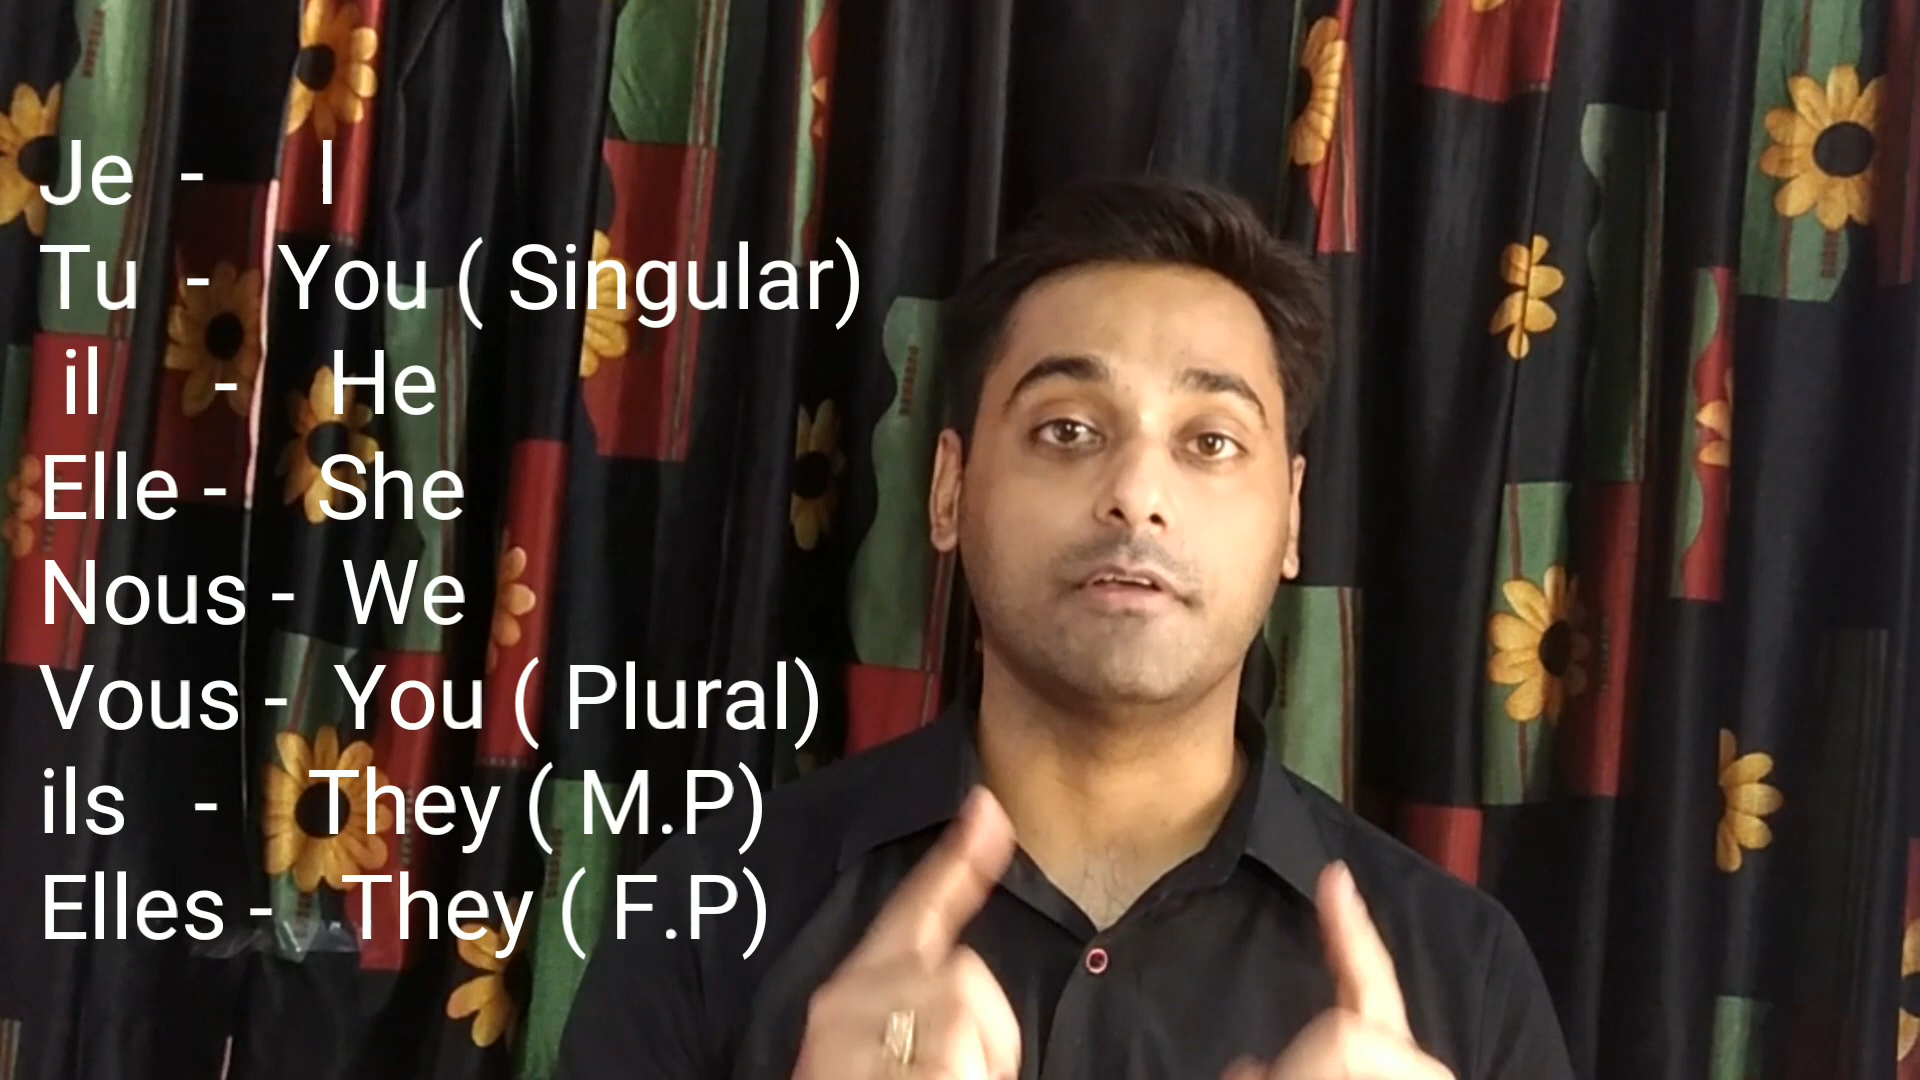 Je - I
Tu - You ( Singular)
il - He
Elle - She
Nous - We
Vous - You ( Plural)
ils - They ( M.P)
Elles - They ( F.P)